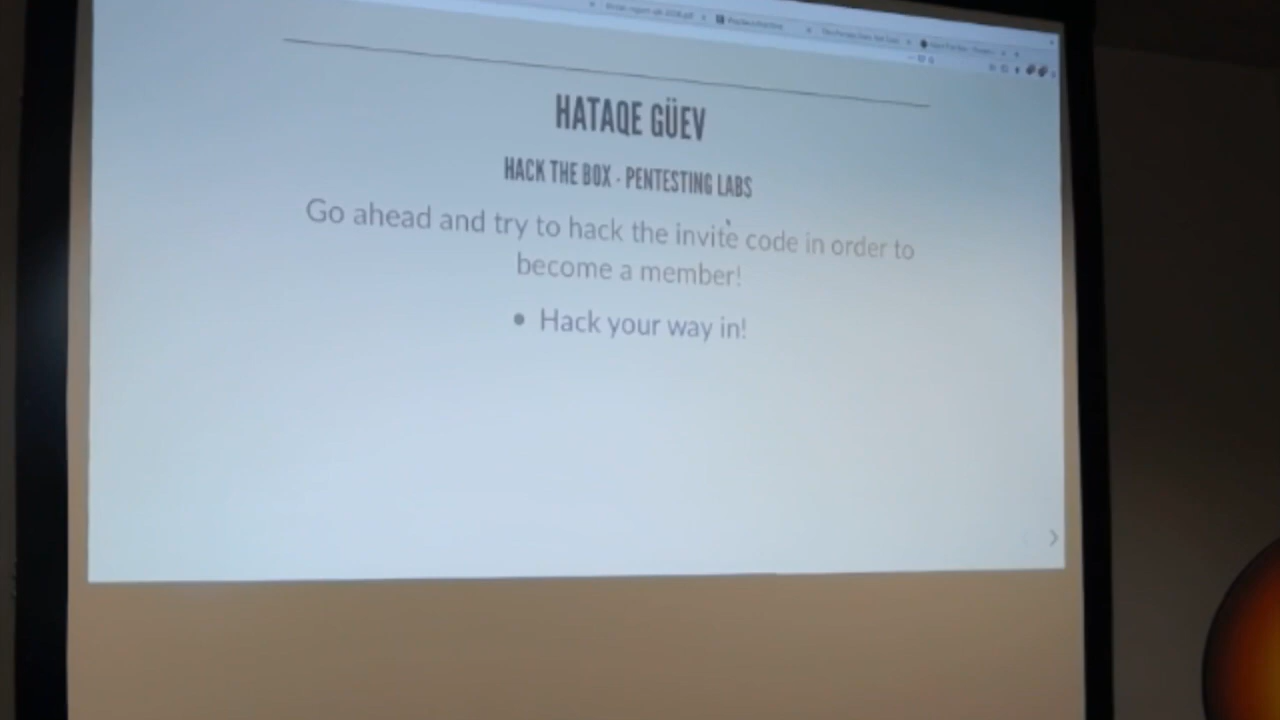 HATAQE GÜEV
HACK THE BOX - PENTESTING LABS
Go ahead and try to hack the invite code in order to
become a member!
• Hack your way in!